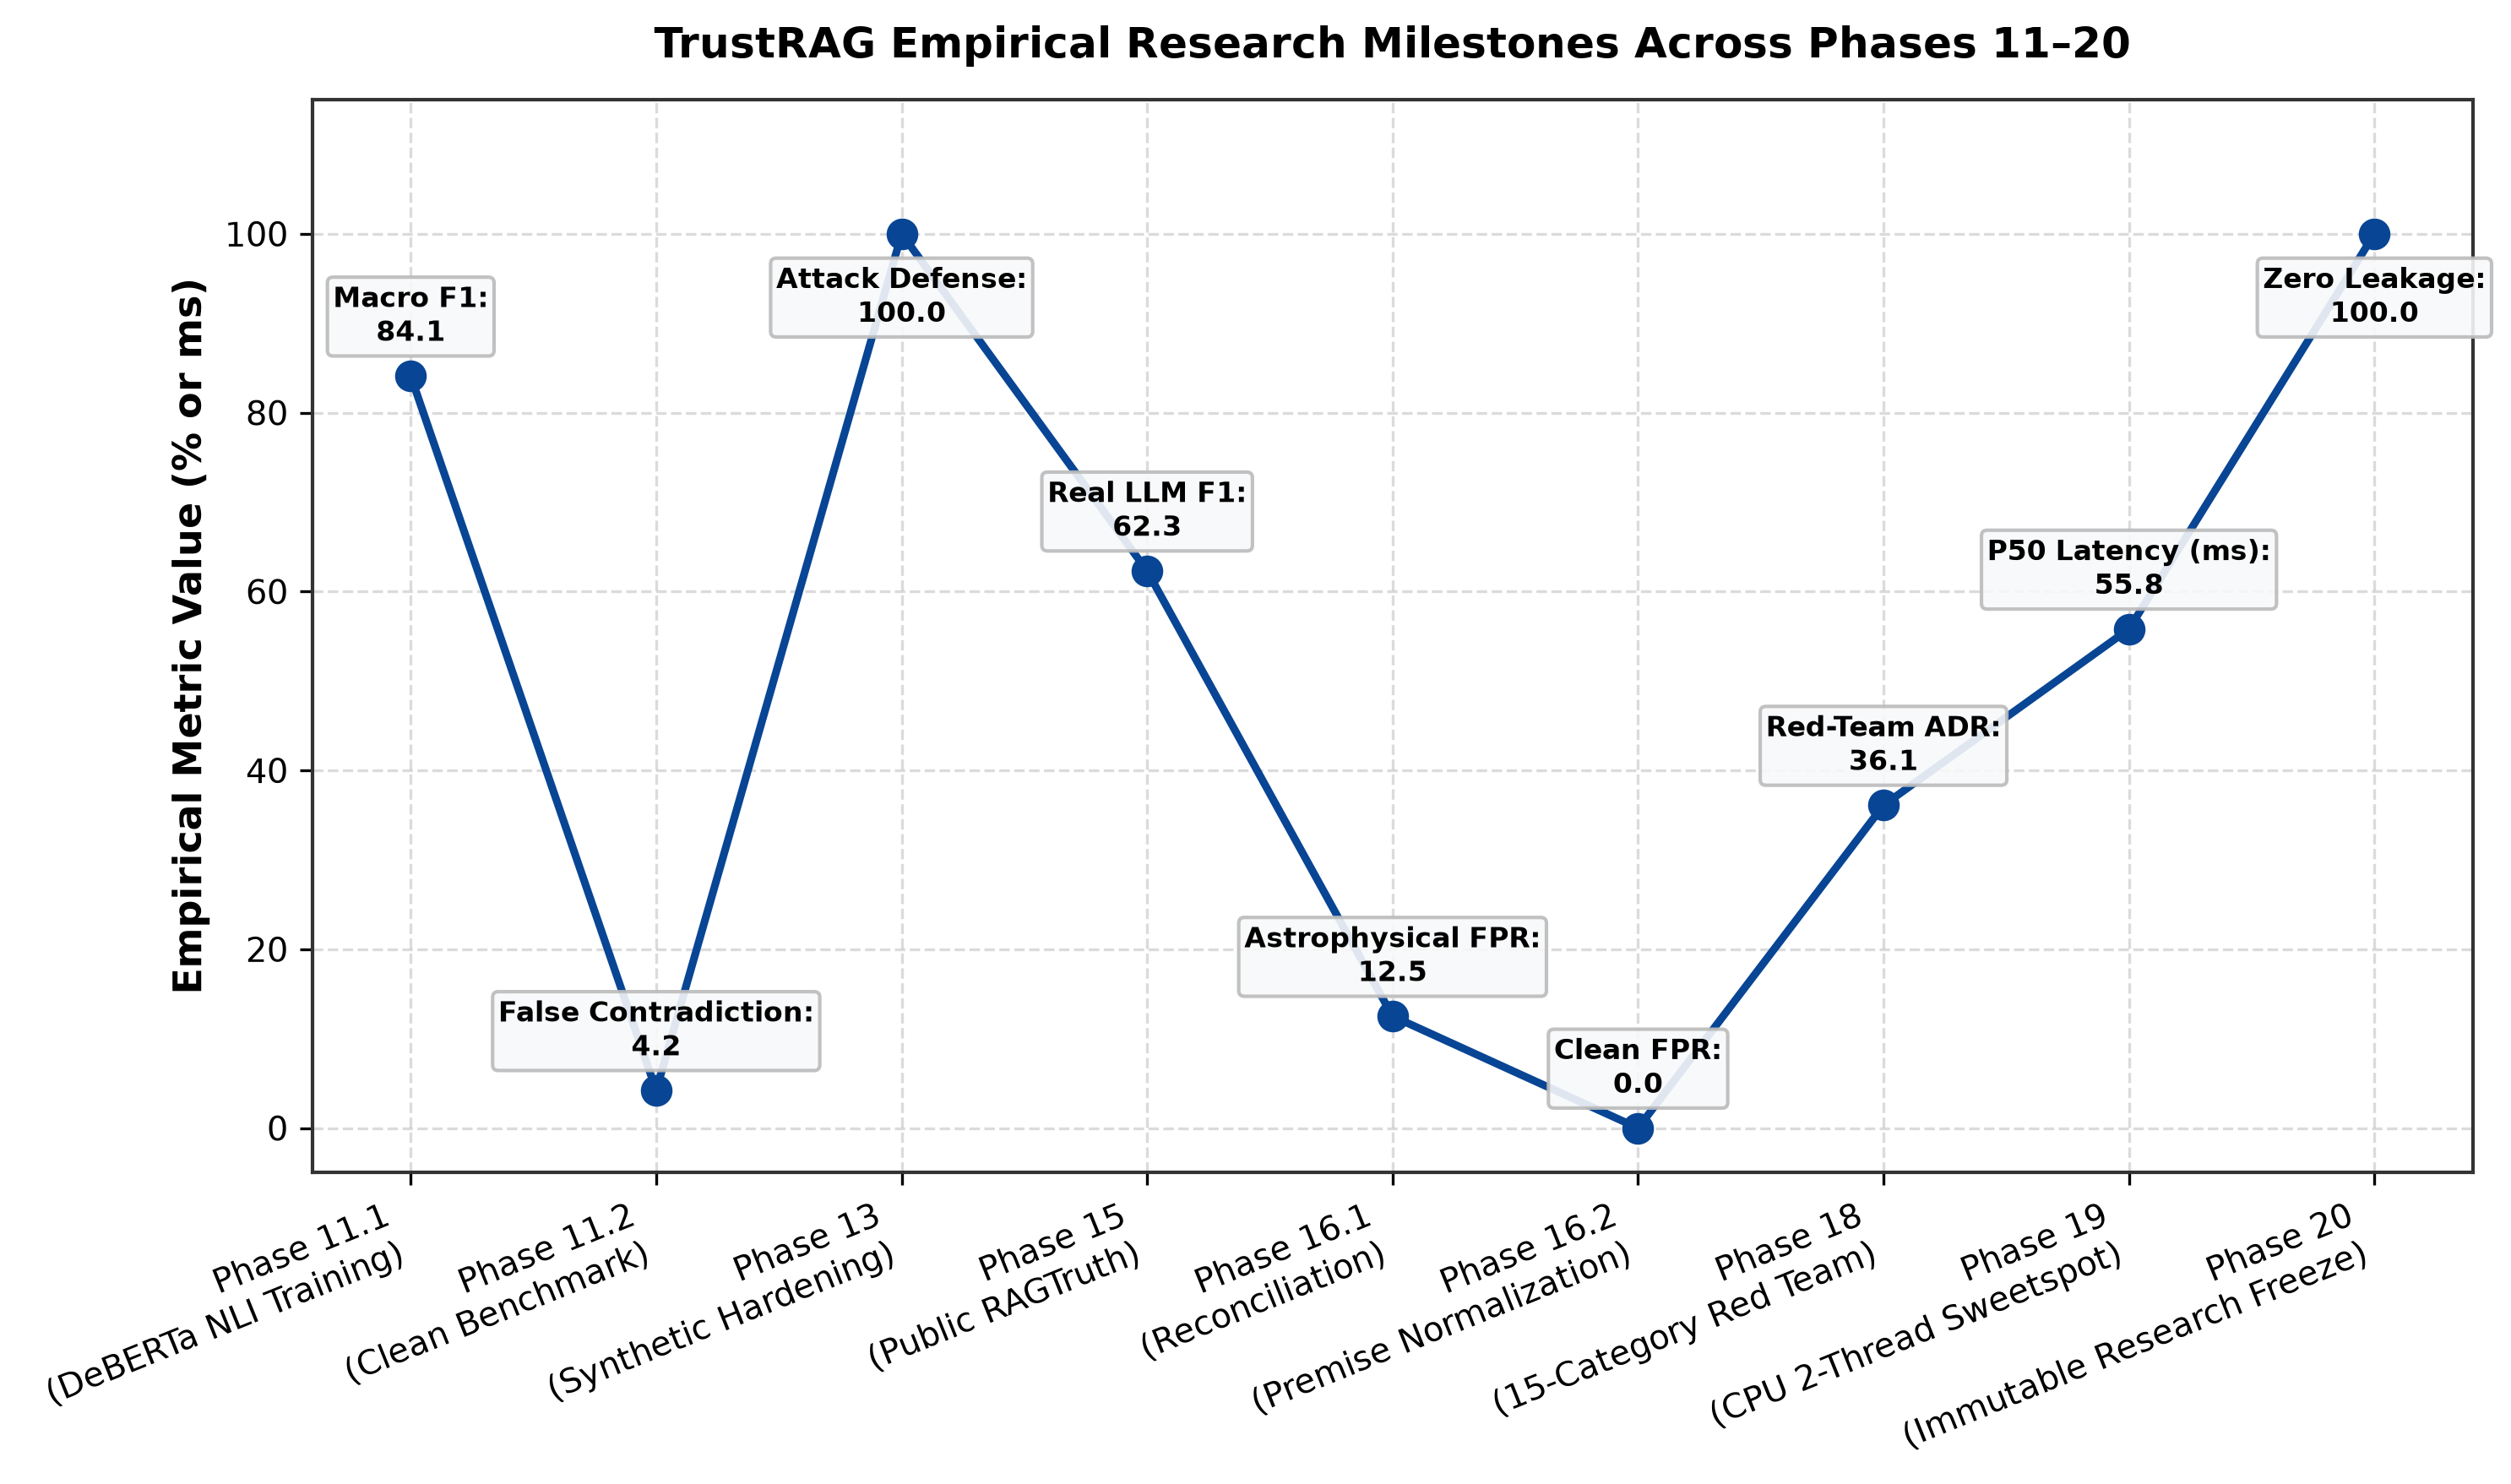 TrustRAG Empirical Research Milestones Across Phases 11–20
Empirical Metric Value (% or ms)
100
80
60
40
20
0
Macro F1:
84.1
False Contradiction:
4.2
Attack Defense:
100.0
Real LLM F1:
62.3
Astrophysical FPR:
12.5
Clean FPR:
0.0
Red-Team ADR:
36.1
P50 Latency (ms):
55.8
Zero Leakage:
100.0
Phase 11.1
(DeBERTa NLI Training)
Phase 11.2
(Clean Benchmark)
Phase 13
(Synthetic Hardening)
Phase 15
(Public RAGTruth)
Phase 16.1
(Reconciliation)
Phase 16.2
(Premise Normalization)
Phase 18
(15-Category Red Team)
Phase 19
(CPU 2-Thread Sweetspot)
Phase 20
(Immutable Research Freeze)